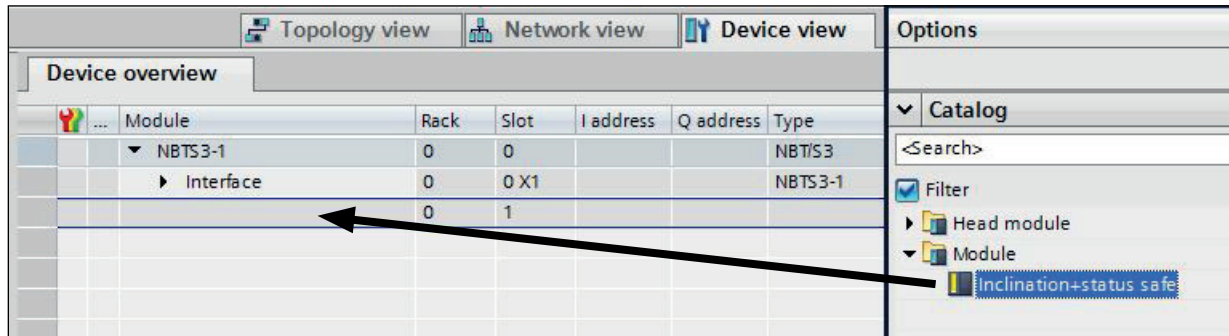 Topology view Network view Device view Options
Device overview
Catalog
... Module Rack Slot I address Q address Type
NBTS3-1 0 0 NBT/S3
<Search>
Interface 0 0 X1 NBTS3-1
Filter
0 1
Head module
Module
Inclination+status safe